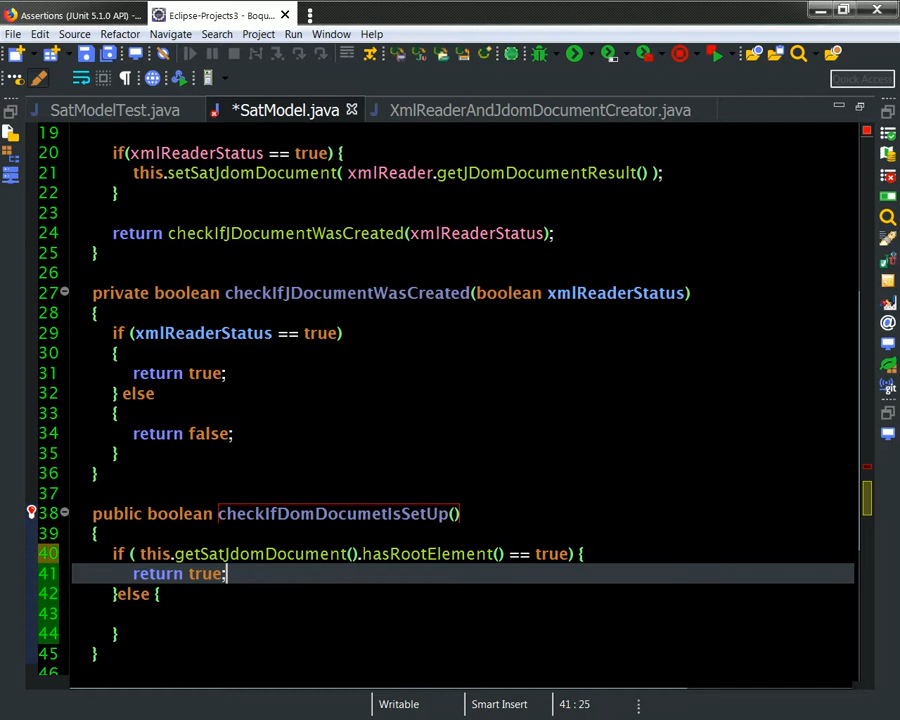 Assertions (JUnit 5.1.0 API) - ...
Eclipse-Projects3 - Boqu...
File Edit Source Refactor Navigate Search Project Run Window Help
Quick Access
SatModelTest.java
*SatModel.java
XmlReaderAndJdomDocumentCreator.java
19
20 if(xmlReaderStatus == true) {
21 this.setSatJdomDocument( xmlReader.getJDomDocumentResult() );
22 }
23
24 return checkIfJDocumentWasCreated(xmlReaderStatus);
25 }
26
27 private boolean checkIfJDocumentWasCreated(boolean xmlReaderStatus)
28 {
29 if (xmlReaderStatus == true)
30 {
31 return true;
32 } else
33 {
34 return false;
35 }
36 }
37
38 public boolean checkIfDomDocumetIsSetUp()
39 {
40 if ( this.getSatJdomDocument().hasRootElement() == true) {
41 return true;
42 }else {
43
44 }
45 }
46
Writable Smart Insert 41 : 25